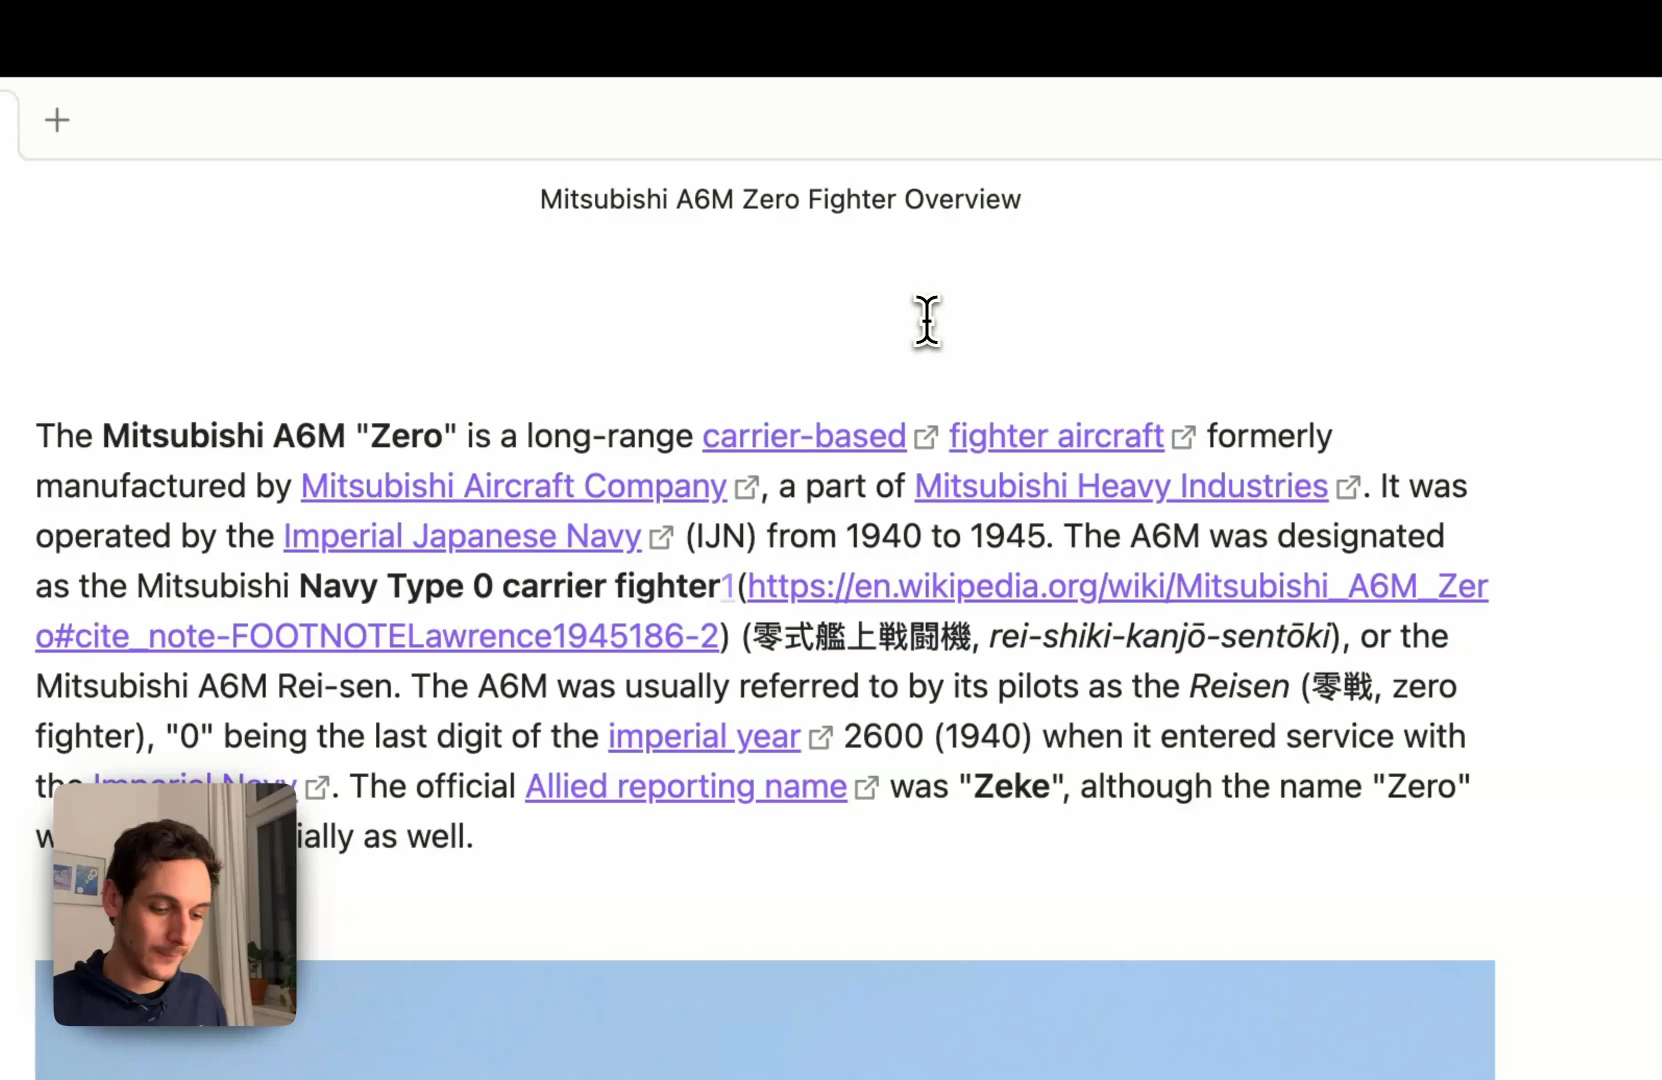 Mitsubishi A6M Zero Fighter Overview
The Mitsubishi A6M "Zero" is a long-range carrier-based fighter aircraft formerly
manufactured by Mitsubishi Aircraft Company, a part of Mitsubishi Heavy Industries. It was
operated by the Imperial Japanese Navy (IJN) from 1940 to 1945. The A6M was designated
as the Mitsubishi Navy Type 0 carrier fighter1(https://en.wikipedia.org/wiki/Mitsubishi_A6M_Zer
o#cite_note-FOOTNOTELawrence1945186-2) (零式艦上戦闘機, rei-shiki-kanjō-sentōki), or the
Mitsubishi A6M Rei-sen. The A6M was usually referred to by its pilots as the Reisen (零戦, zero
fighter), "0" being the last digit of the imperial year 2600 (1940) when it entered service with
the Imperial Navy. The official Allied reporting name was "Zeke", although the name "Zero"
ially as well.